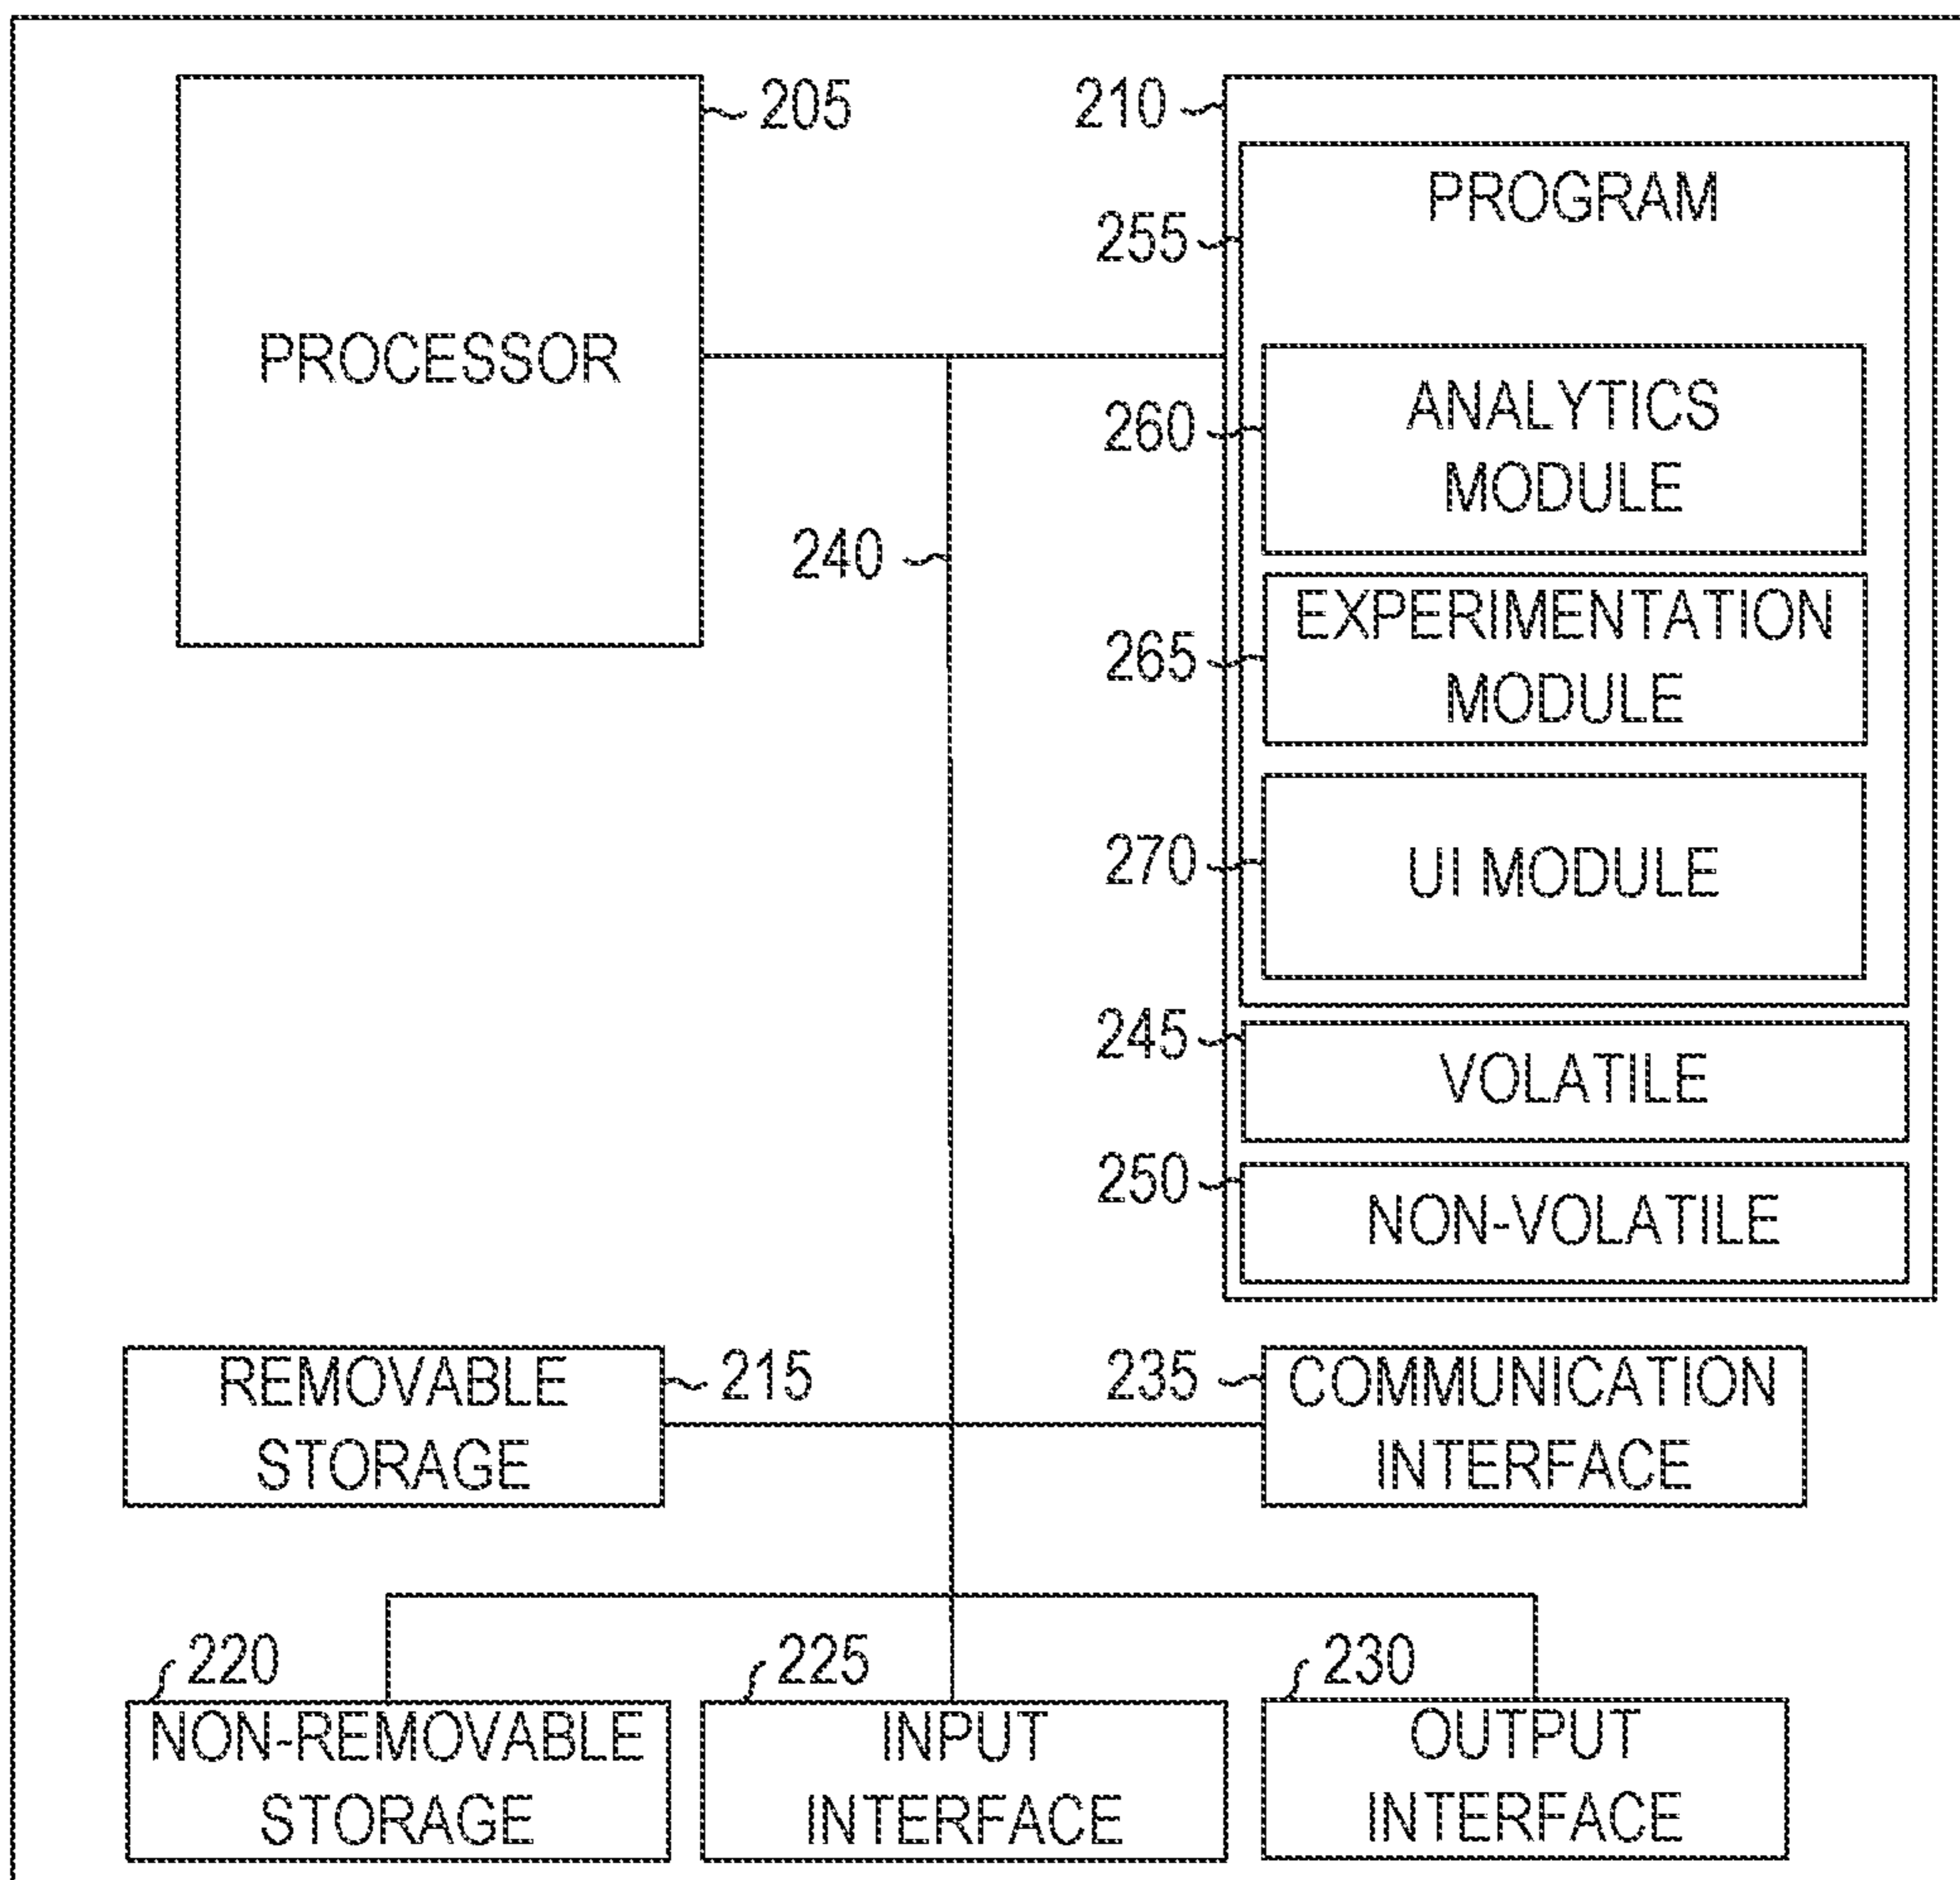 205
PROCESSOR
210
PROGRAM
255
ANALYTICS
MODULE
260
240
EXPERIMENTATION
MODULE
265
UI MODULE
270
245
VOLATILE
250
NON-VOLATILE
REMOVABLE
STORAGE
215
235
COMMUNICATION
INTERFACE
220
NON-REMOVABLE
STORAGE
225
INPUT
INTERFACE
230
OUTPUT
INTERFACE